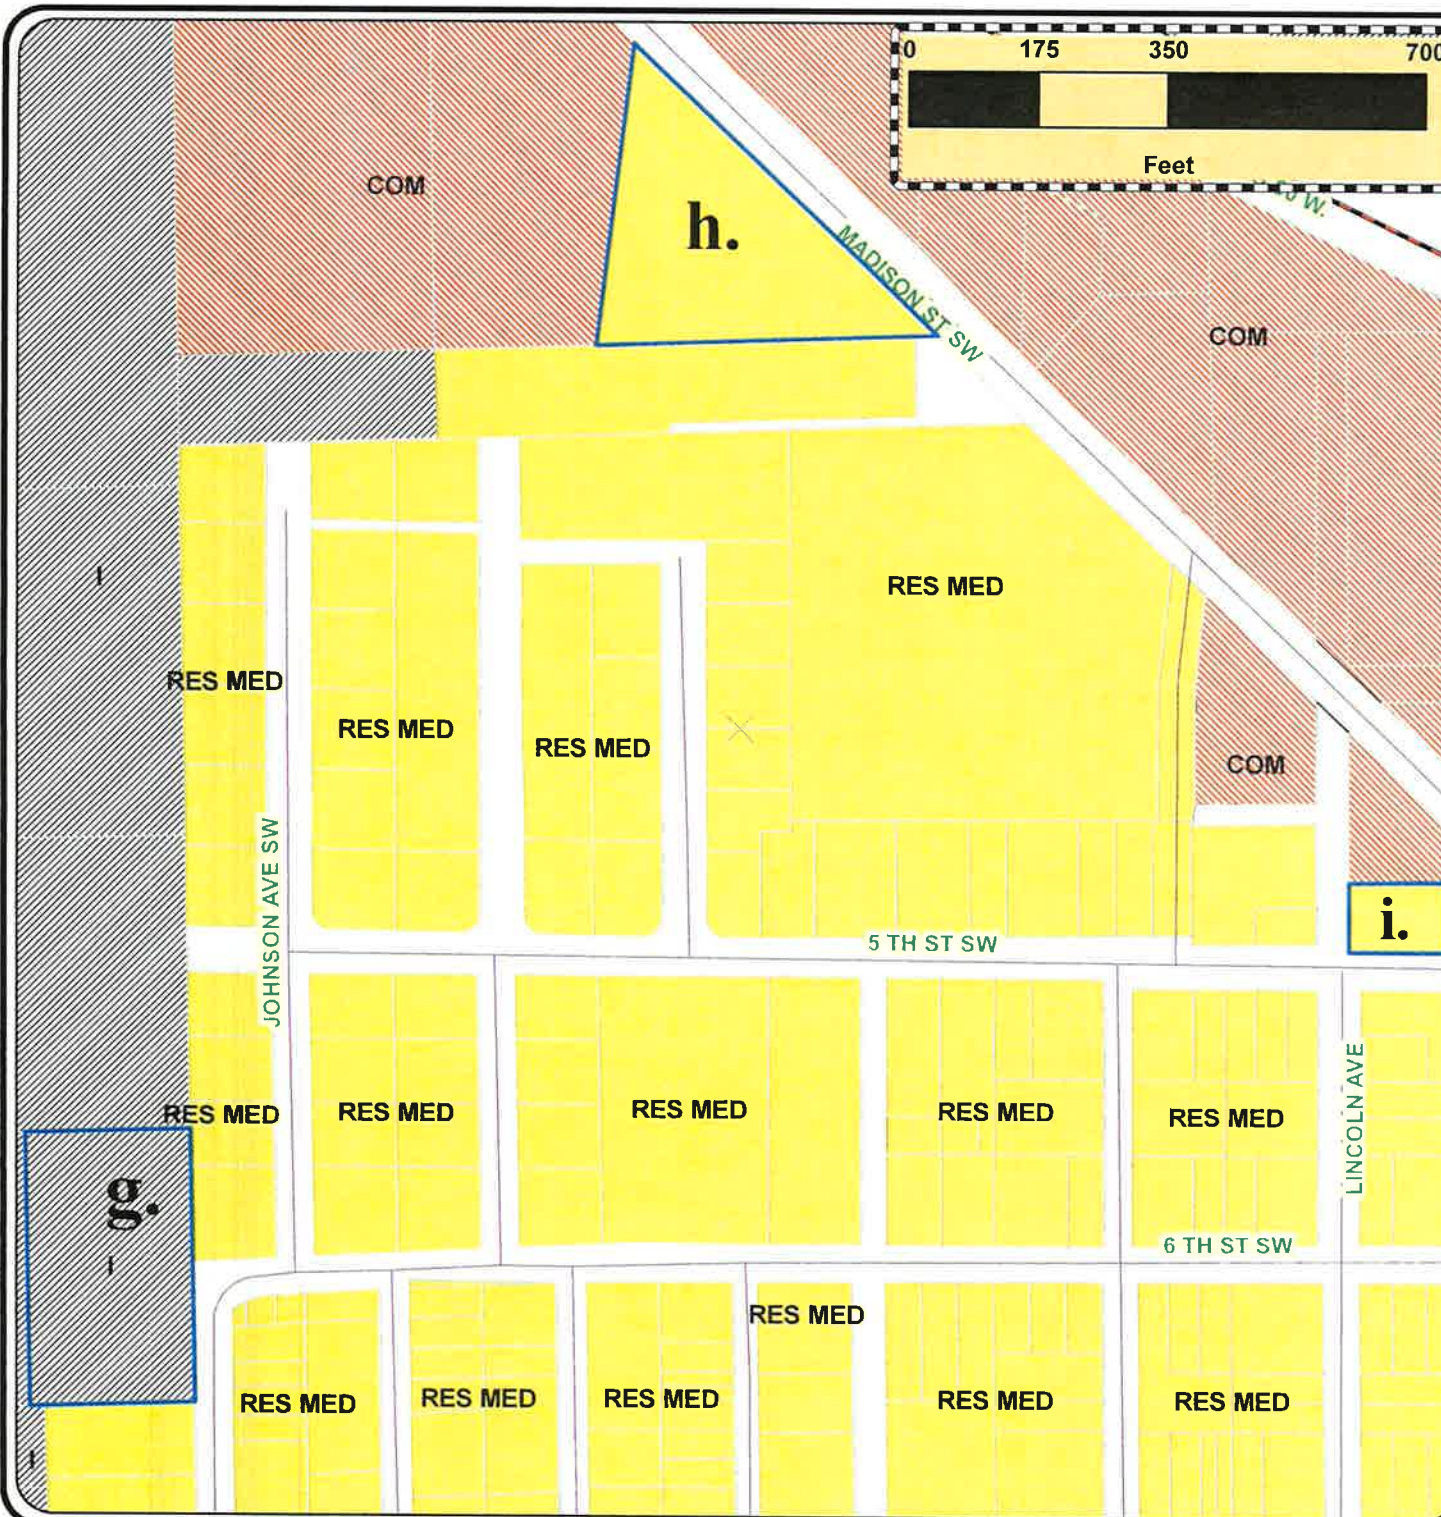 0 175 350 700
Feet
COM
h.
MADISON ST SW
W.
COM
I
RES MED
RES MED
RES MED
RES MED
COM
JOHNSON AVE SW
5 TH ST SW
i.
RES MED
RES MED
RES MED
RES MED
RES MED
LINCOLN AVE
g.
I
6 TH ST SW
RES MED
RES MED
RES MED
RES MED
RES MED
RES MED
I